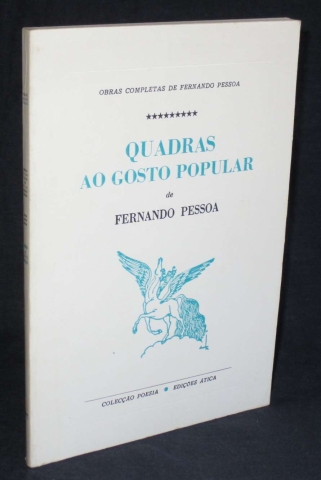 OBRAS COMPLETAS DE FERNANDO PESSOA
★★★★★★★★★
QUADRAS
AO GOSTO POPULAR
de
FERNANDO PESSOA
COLECÇÃO POESIA ● EDIÇÕES ÁTICA